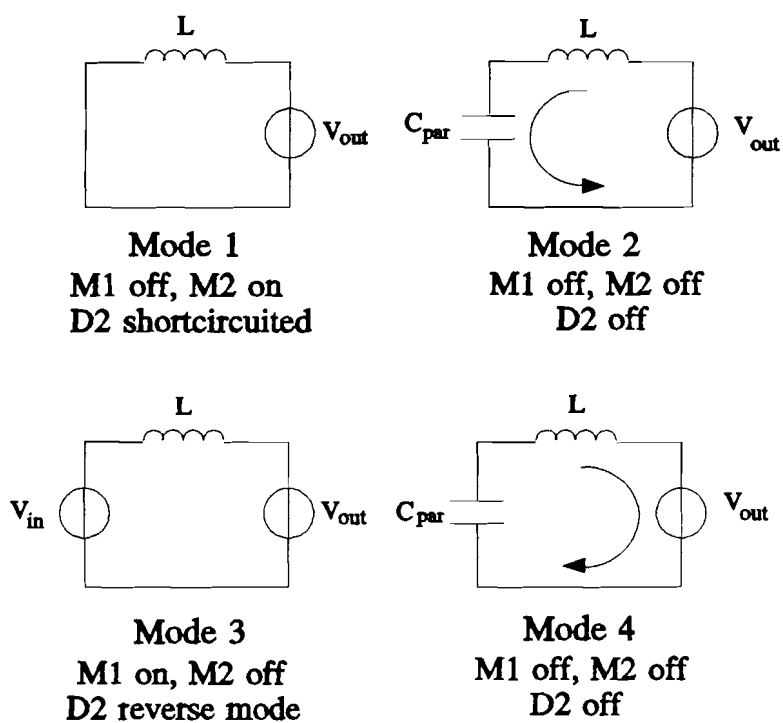 L
V_out
Mode 1
M1 off, M2 on
D2 shortcircuited
L
C_par
V_out
Mode 2
M1 off, M2 off
D2 off
L
V_in
V_out
Mode 3
M1 on, M2 off
D2 reverse mode
L
C_par
V_out
Mode 4
M1 off, M2 off
D2 off